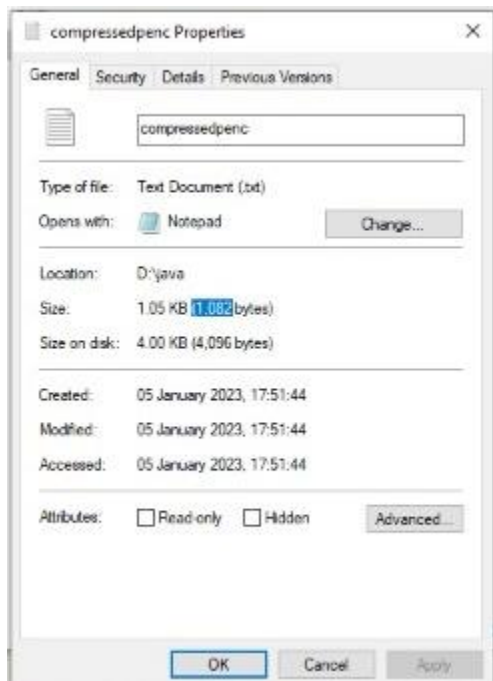 compressedpenc Properties
General Security Details Previous Versions
compressedpenc
Type of file: Text Document (.txt)
Opens with: Notepad Change...
Location: D:\java
Size: 1.05 KB (1,082 bytes)
Size on disk: 4.00 KB (4,096 bytes)
Created: 05 January 2023, 17:51:44
Modified: 05 January 2023, 17:51:44
Accessed: 05 January 2023, 17:51:44
Attributes: Read-only Hidden Advanced...
OK Cancel Apply